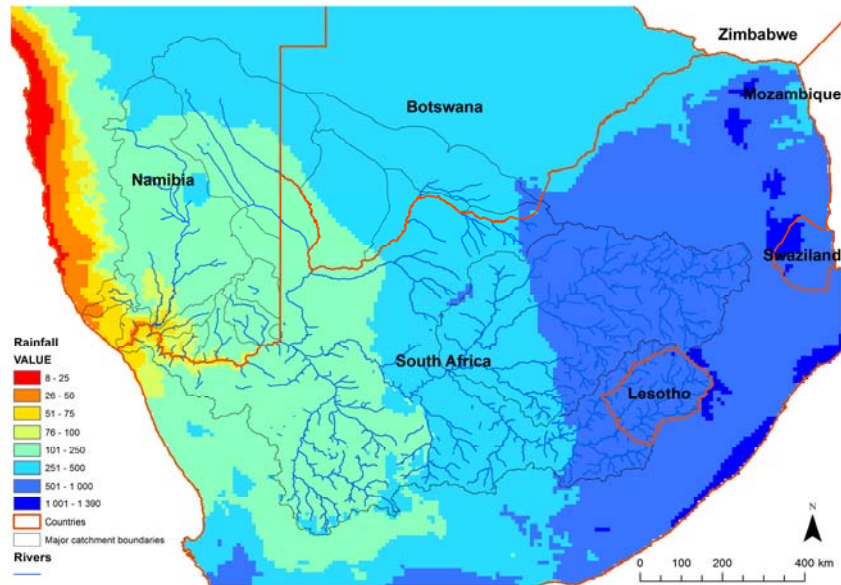 Zimbabwe
Mozambique
Botswana
Namibia
Swaziland
South Africa
Lesotho
Rainfall
VALUE
8 - 25
26 - 50
51 - 75
76 - 100
101 - 250
251 - 500
501 - 1 000
1 001 - 1 390
Countries
Major catchment boundaries
Rivers
N
0 100 200 400 km